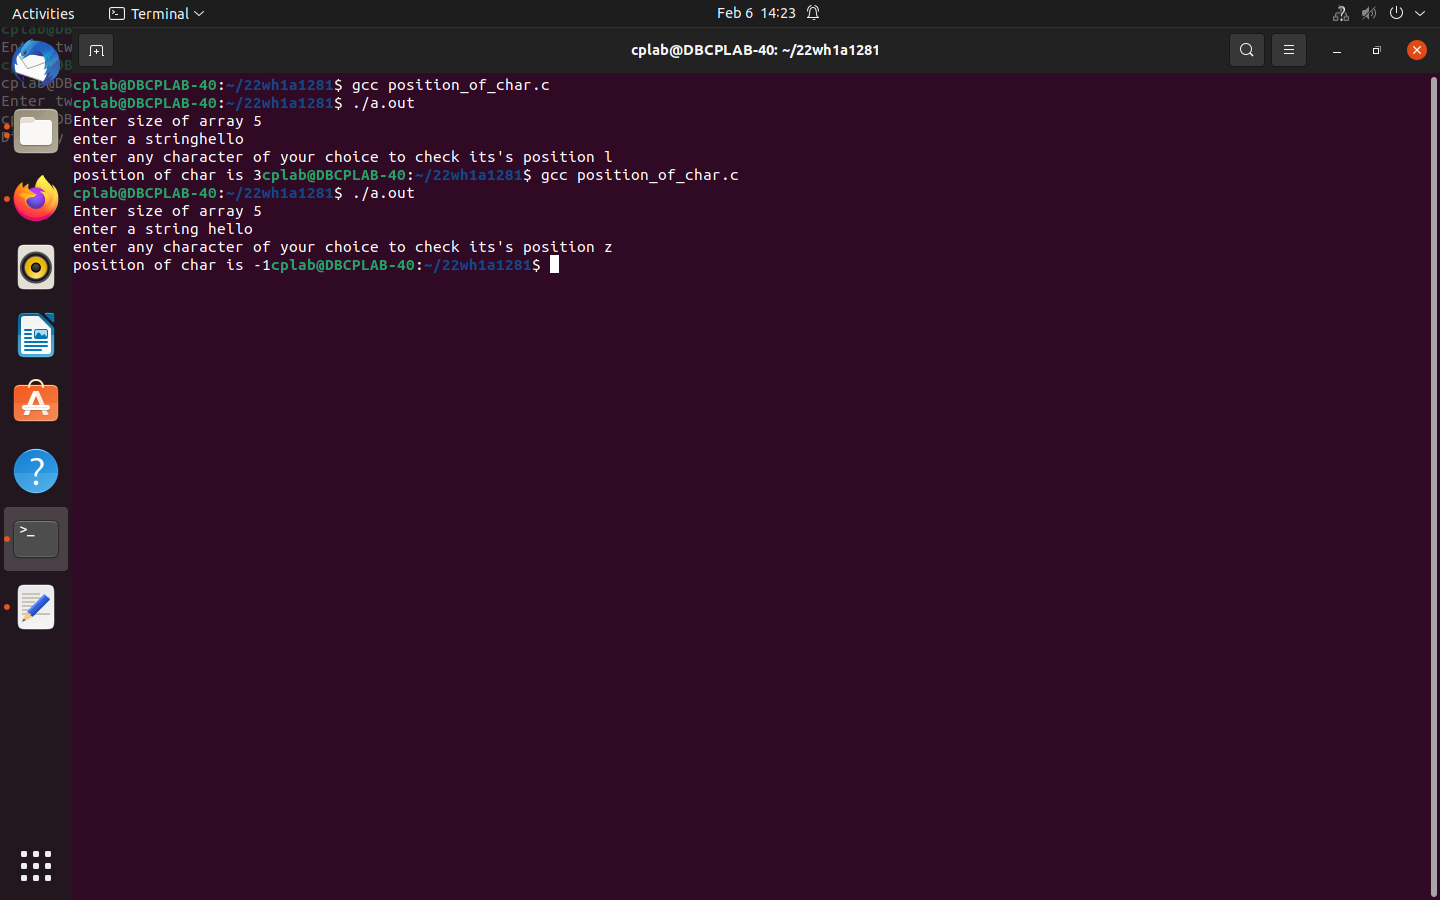 Activities
Terminal
Feb 6 14:23
cplab@DBCPLAB-40: ~/22wh1a1281
cplab@DBCPLAB-40:~/22wh1a1281$ gcc position_of_char.c
cplab@DBCPLAB-40:~/22wh1a1281$ ./a.out
Enter size of array 5
enter a stringhello
enter any character of your choice to check its's position l
position of char is 3cplab@DBCPLAB-40:~/22wh1a1281$ gcc position_of_char.c
cplab@DBCPLAB-40:~/22wh1a1281$ ./a.out
Enter size of array 5
enter a string hello
enter any character of your choice to check its's position z
position of char is -1cplab@DBCPLAB-40:~/22wh1a1281$